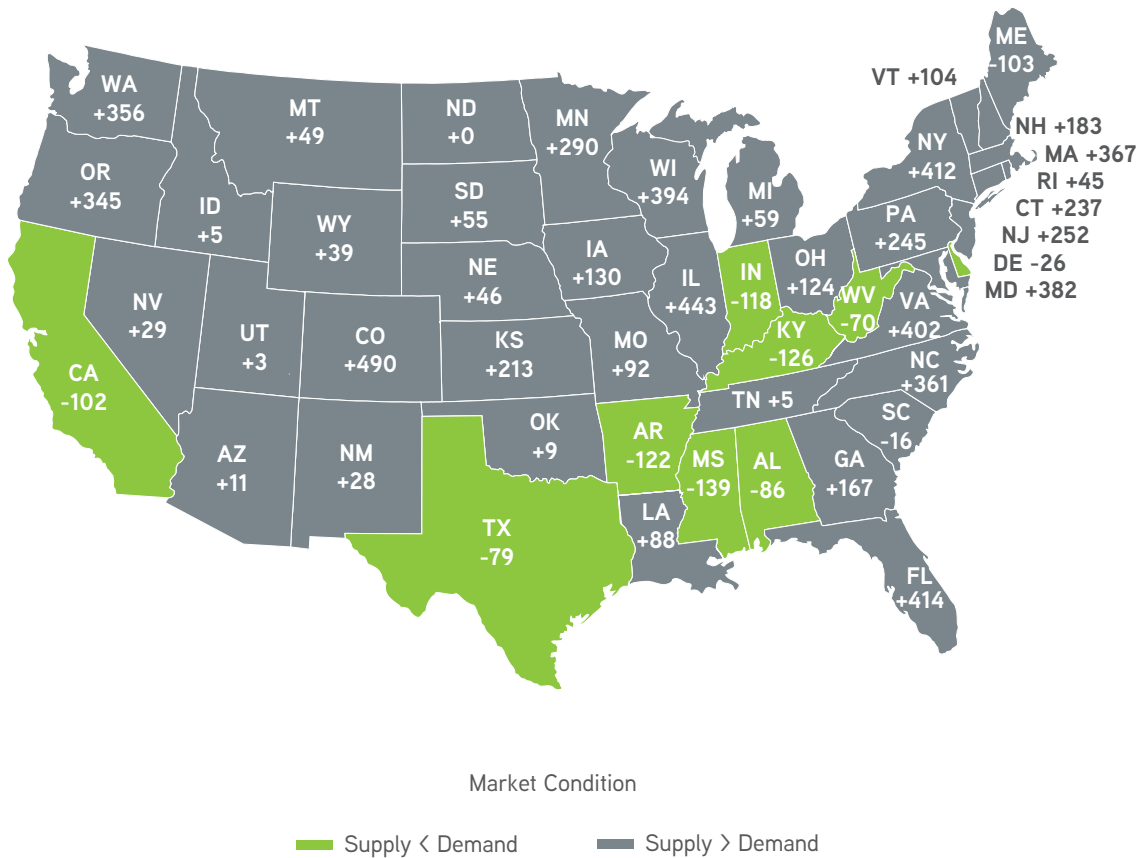 ME
-103
VT +104
WA
+356
MT
+49
ND
+0
MN
+290
NH +183
MA +367
RI +45
CT +237
NJ +252
DE -26
MD +382
NY
+412
WI
+394
MI
+59
OR
+345
ID
+5
SD
+55
WY
+39
PA
+245
IA
+130
NE
+46
IL
+443
IN
-118
OH
+124
WV
-70
VA
+402
NV
+29
UT
+3
CO
+490
KS
+213
MO
+92
KY
-126
NC
+361
CA
-102
TN +5
SC
-16
OK
+9
AR
-122
AZ
+11
NM
+28
MS
-139
AL
-86
GA
+167
TX
-79
LA
+88
FL
+414
Market Condition
Supply < Demand
Supply > Demand